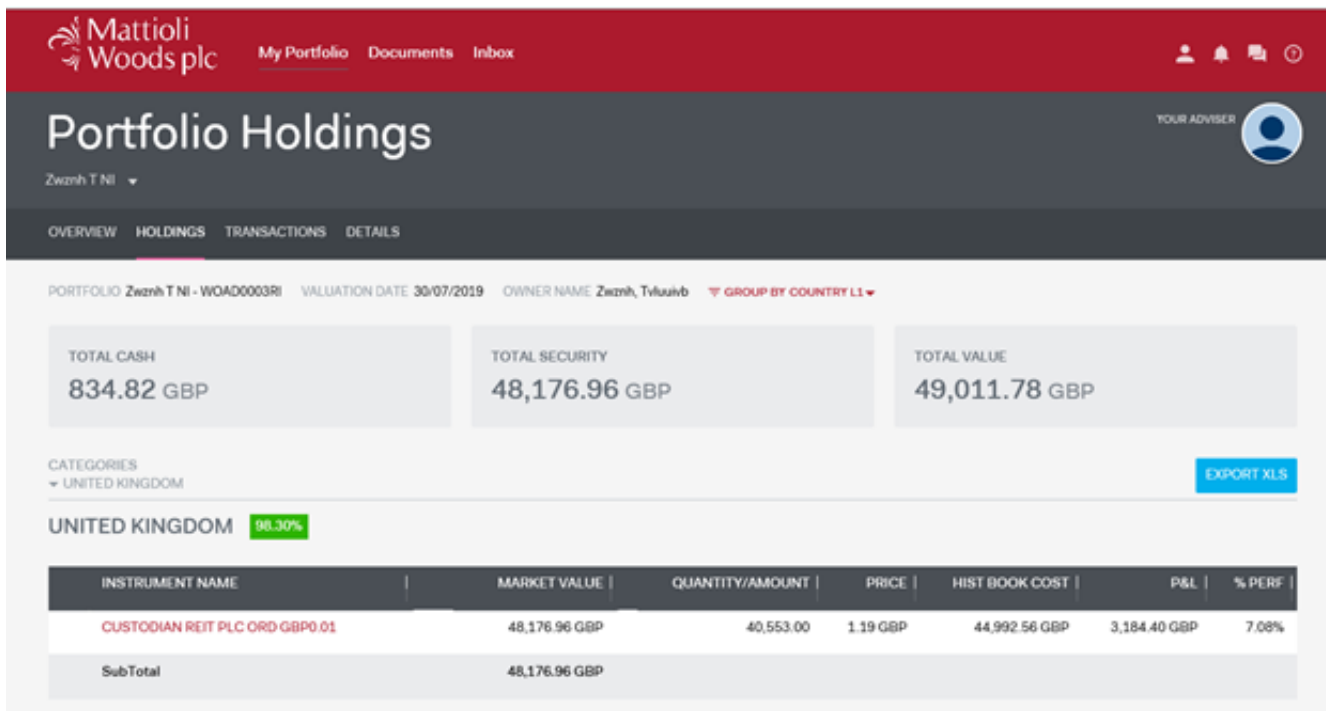 Mattioli
Woods plc
My Portfolio Documents Inbox
Portfolio Holdings
YOUR ADVISER
Zwznh T NI
OVERVIEW HOLDINGS TRANSACTIONS DETAILS
PORTFOLIO Zwznh T NI - WOAD0003RI VALUATION DATE 30/07/2019 OWNER NAME Zwznh, Tvluuivb GROUP BY COUNTRY L1
TOTAL CASH TOTAL SECURITY TOTAL VALUE
834.82 GBP 48,176.96 GBP 49,011.78 GBP
CATEGORIES
UNITED KINGDOM
EXPORT XLS
UNITED KINGDOM 98.30%
INSTRUMENT NAME MARKET VALUE QUANTITY/AMOUNT PRICE HIST BOOK COST P&L % PERF
CUSTODIAN REIT PLC ORD GBP0.01 48,176.96 GBP 40,553.00 1.19 GBP 44,992.56 GBP 3,184.40 GBP 7.08%
SubTotal 48,176.96 GBP